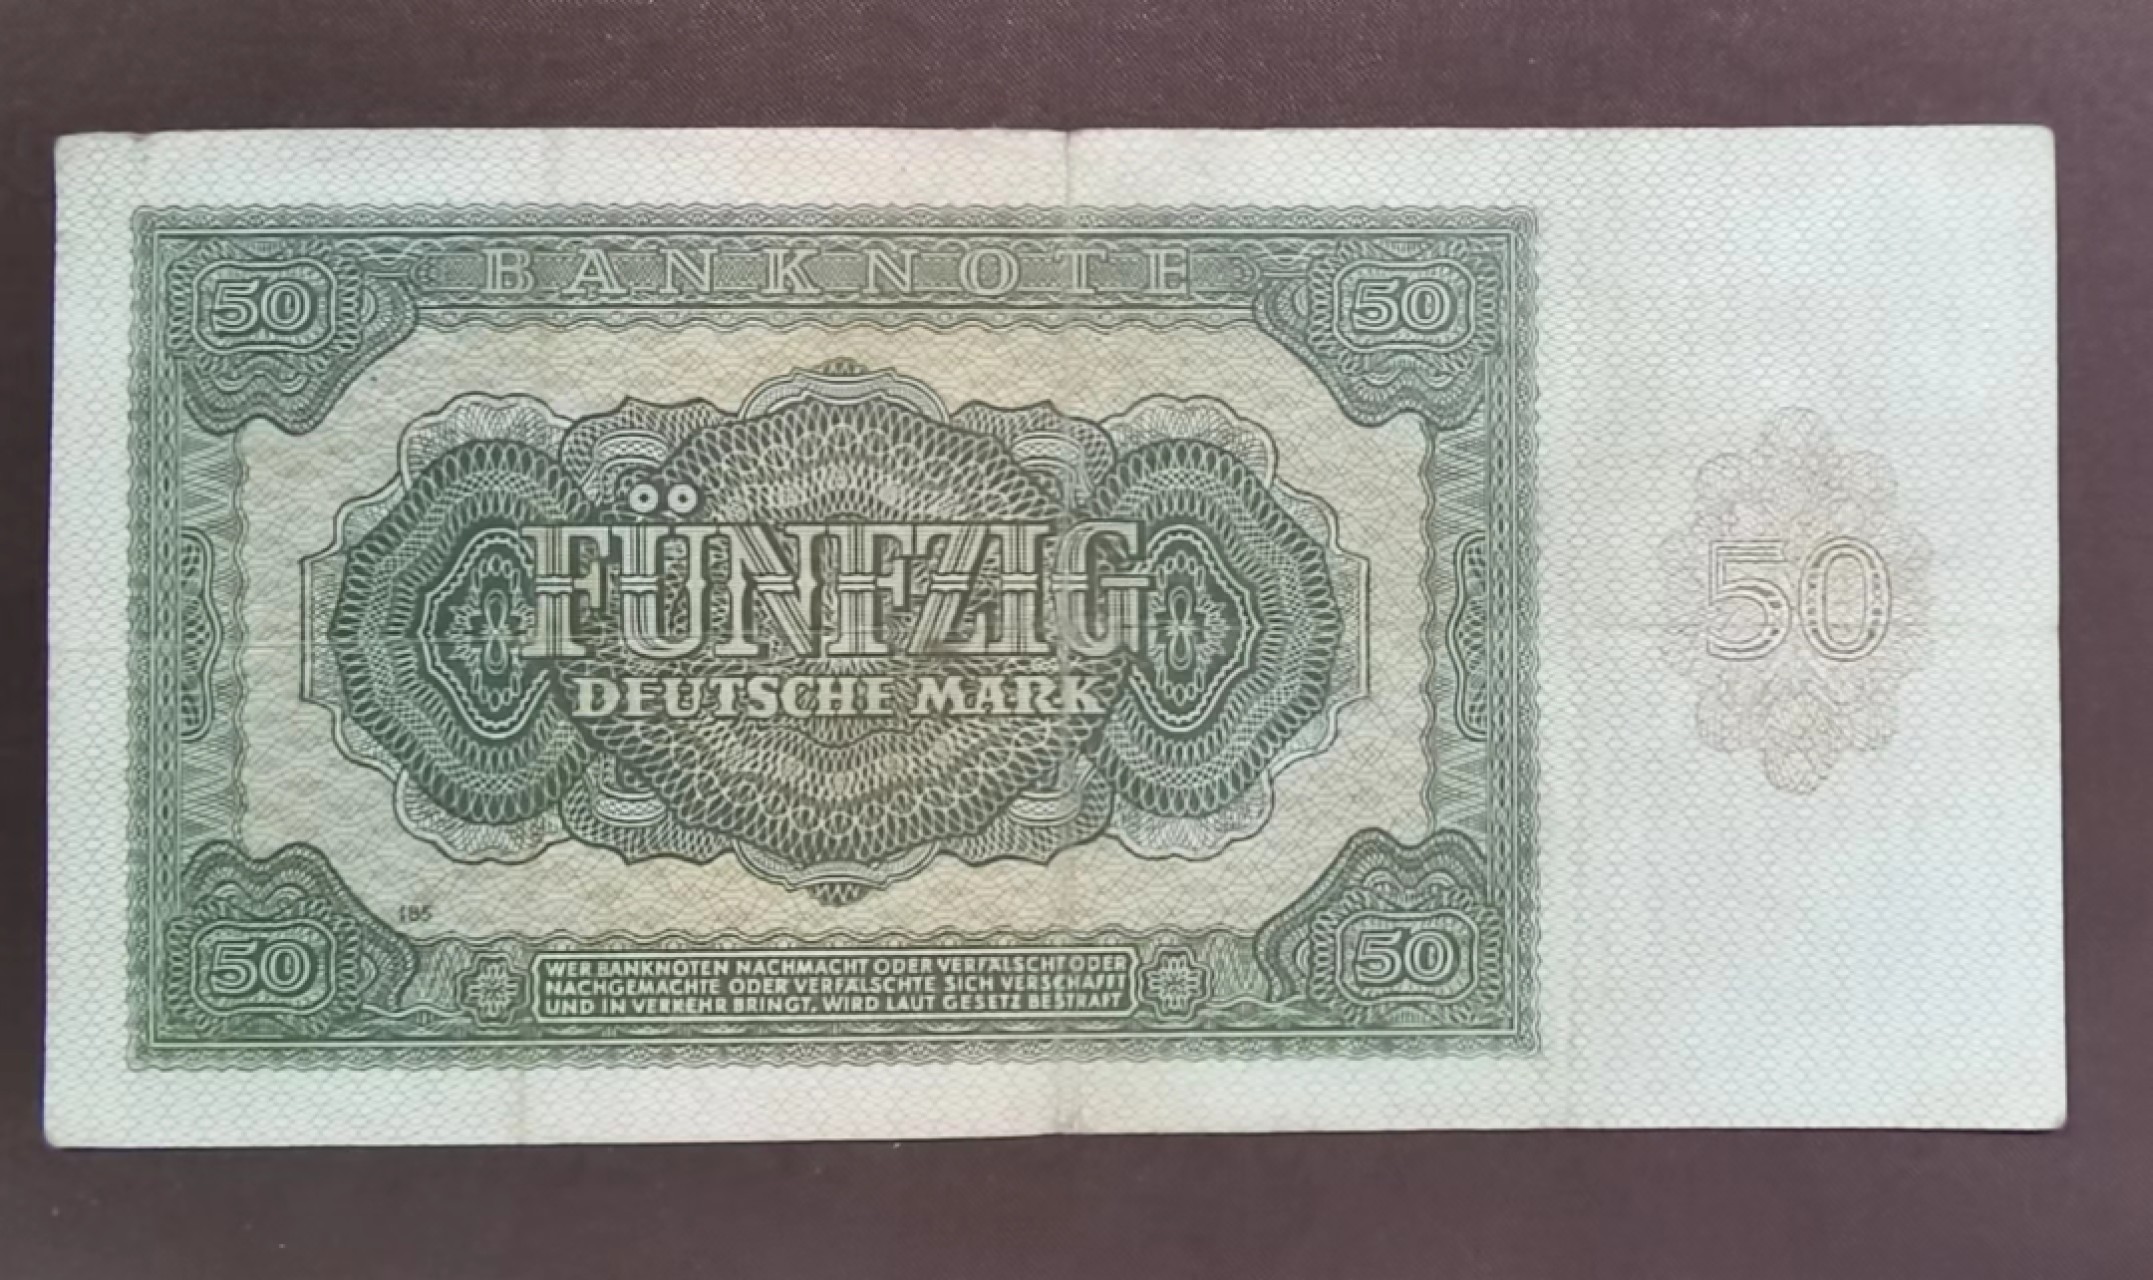 BANKNOTE
50 50
FÜNFZIG
50
DEUTSCHE MARK
185
50 50
WER BANKNOTEN NACHMACHT ODER VERFÄLSCHT ODER
NACHGEMACHTE ODER VERFÄLSCHTE SICH VERSCHAFFT
UND IN VERKEHR BRINGT, WIRD LAUT GESETZ BESTRAFT